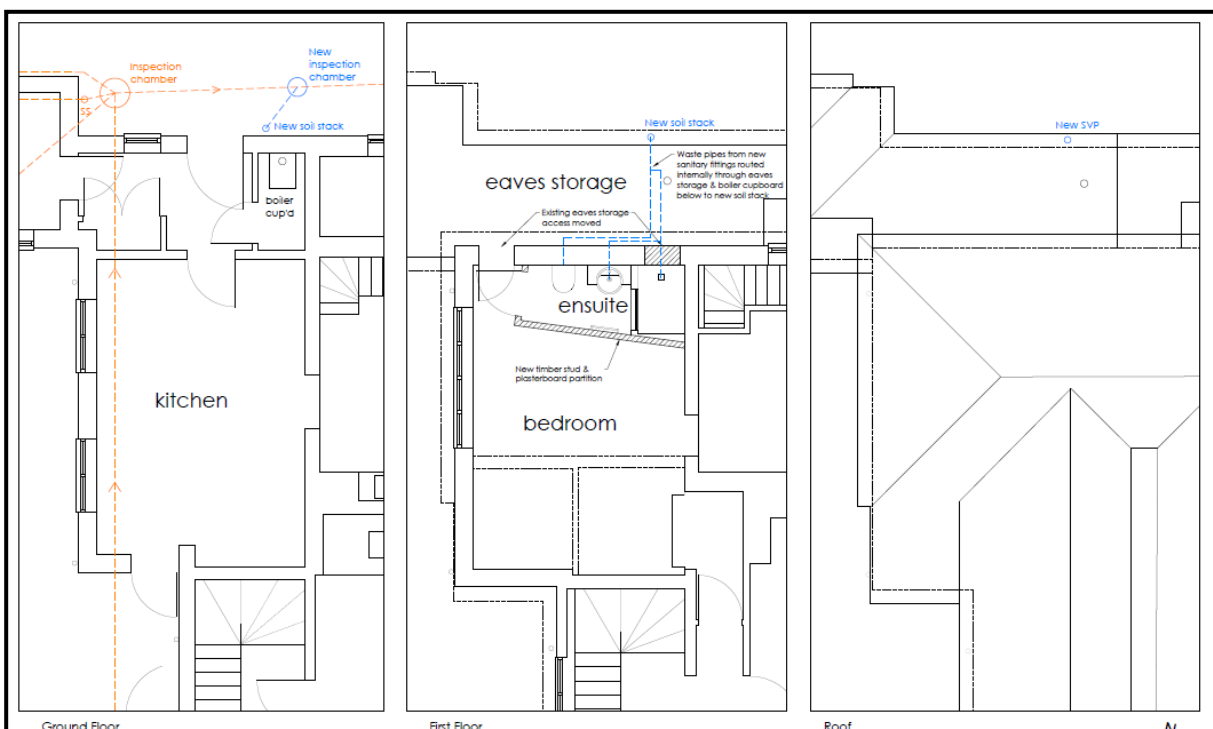 Inspection
chamber
New
inspection
chamber
SS
New soil stack
boiler
cup'd
kitchen
Ground Floor
New soil stack
Waste pipes from new
sanitary fittings routed
internally through eaves
storage & boiler cupboard
below to new soil stack
eaves storage
Existing eaves storage
access moved
ensuite
New timber stud &
plasterboard partition
bedroom
First Floor
New SVP
Roof
N